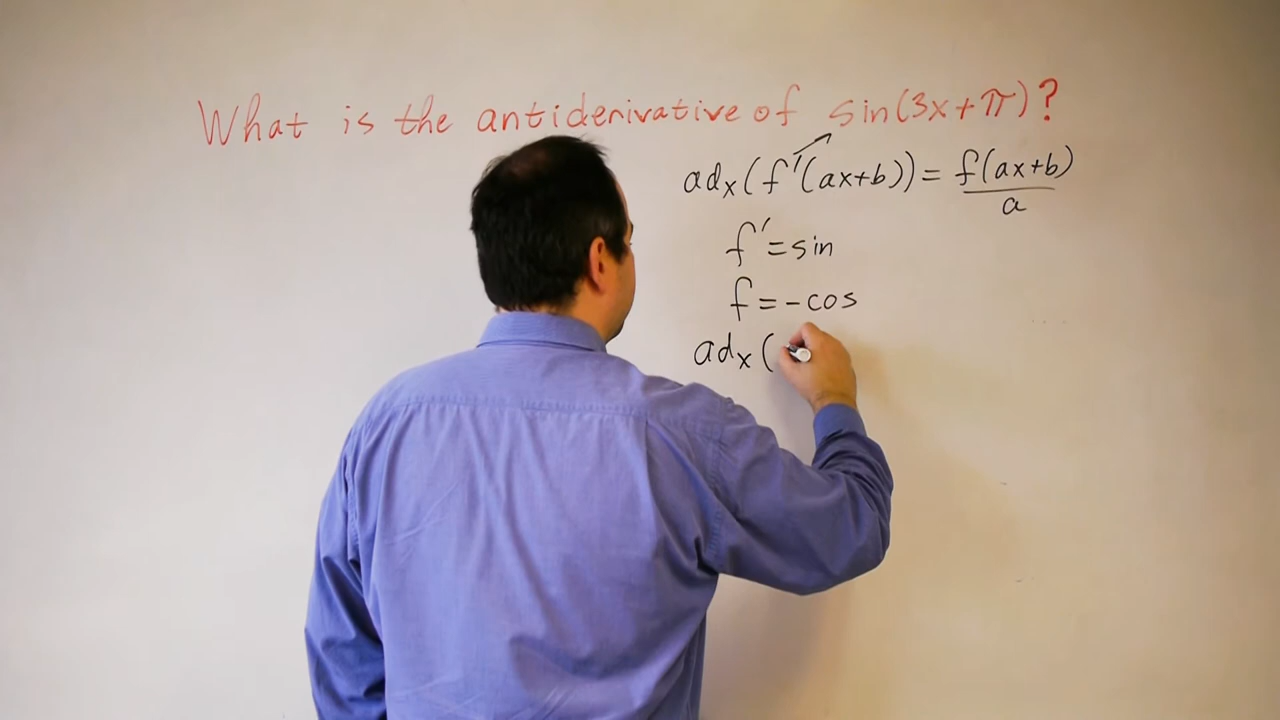 What is the antiderivative of sin(3x+π)?
adₓ(f'(ax+b)) = f(ax+b)/a
f'=sin
f=-cos
adₓ(